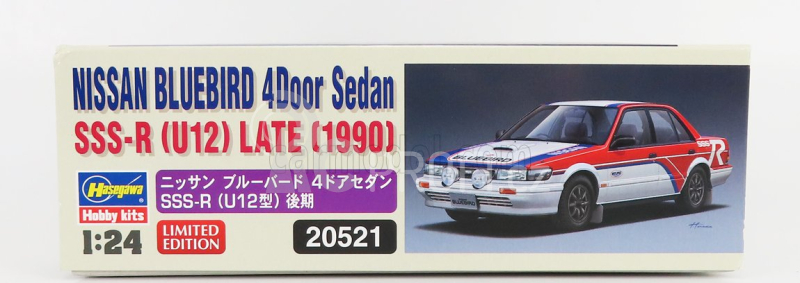 NISSAN BLUEBIRD 4Door Sedan
SSS-R (U12) LATE (1990)
Hasegawa
Hobby kits
ニッサン ブルーバード 4ドアセダン
SSS-R (U12型) 後期
1:24
LIMITED
EDITION
20521
BLUEBIRD
SSS
R